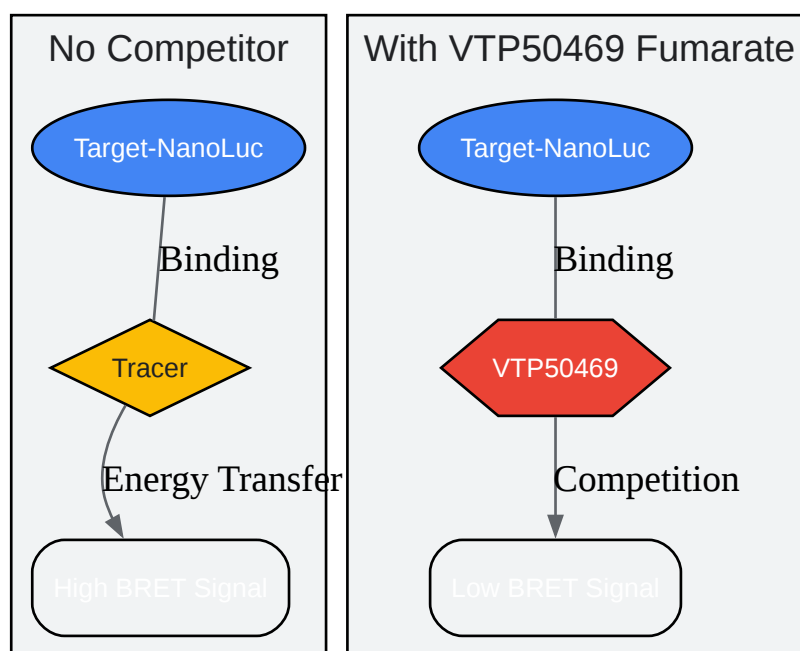 No Competitor
Target-NanoLuc
Binding
Tracer
Energy Transfer
High BRET Signal
With VTP50469 Fumarate
Target-NanoLuc
Binding
VTP50469
Competition
Low BRET Signal